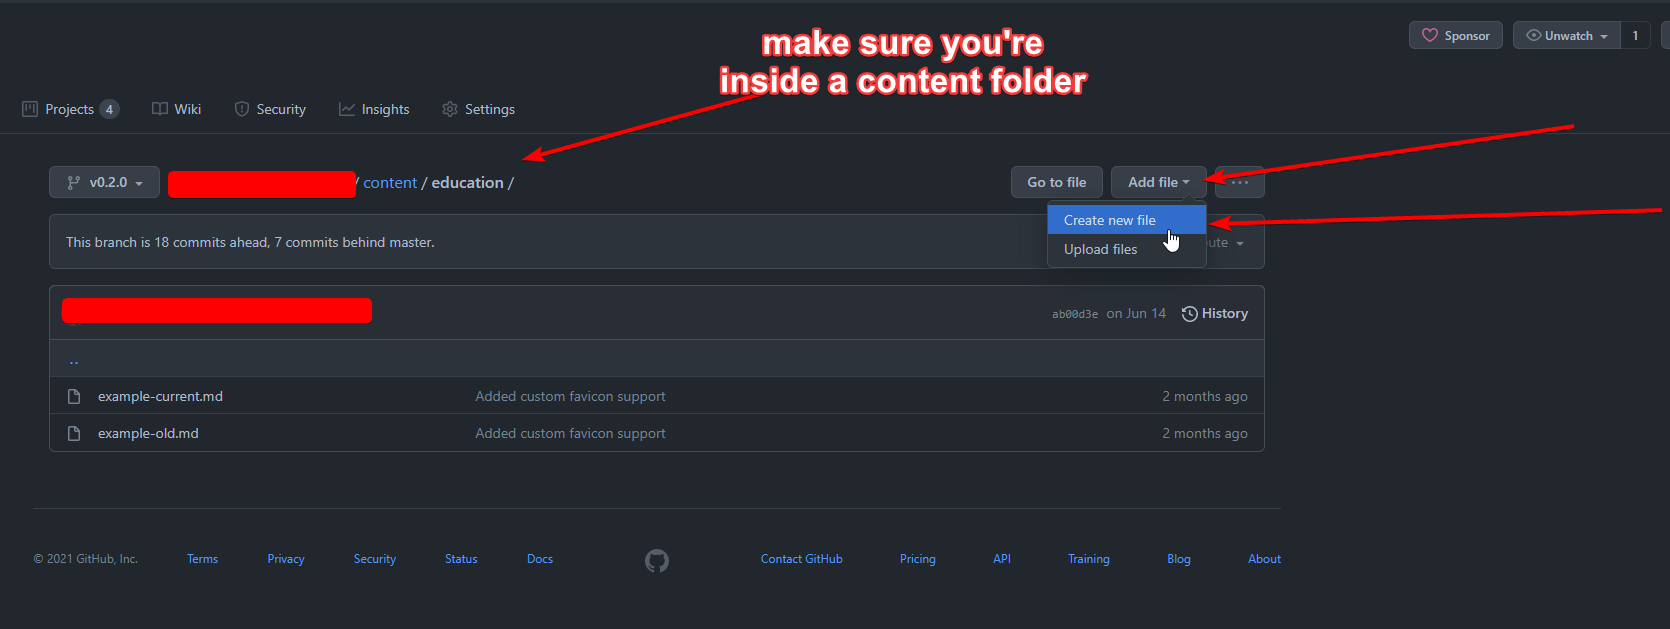 make sure you're
inside a content folder
Sponsor
Unwatch
1
Projects 4
Wiki
Security
Insights
Settings
v0.2.0
/ content / education /
Go to file
Add file
Create new file
Upload files
This branch is 18 commits ahead, 7 commits behind master.
ab00d3e on Jun 14
History
..
example-current.md
Added custom favicon support
2 months ago
example-old.md
Added custom favicon support
2 months ago
© 2021 GitHub, Inc.
Terms
Privacy
Security
Status
Docs
Contact GitHub
Pricing
API
Training
Blog
About